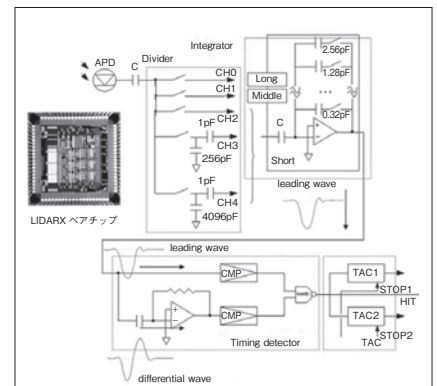 Integrator
2.56pF
APD
Divider
C
CH0
Long
1.28pF
CH1
Middle
...
CH2
0.32pF
1pF
C
CH3
256pF
Short
1pF
leading wave
CH4
LIDARX ベアチップ
4096pF
leading wave
CMP
TAC1
STOP1
HIT
CMP
TAC2
Timing detector
TAC
STOP2
differential wave